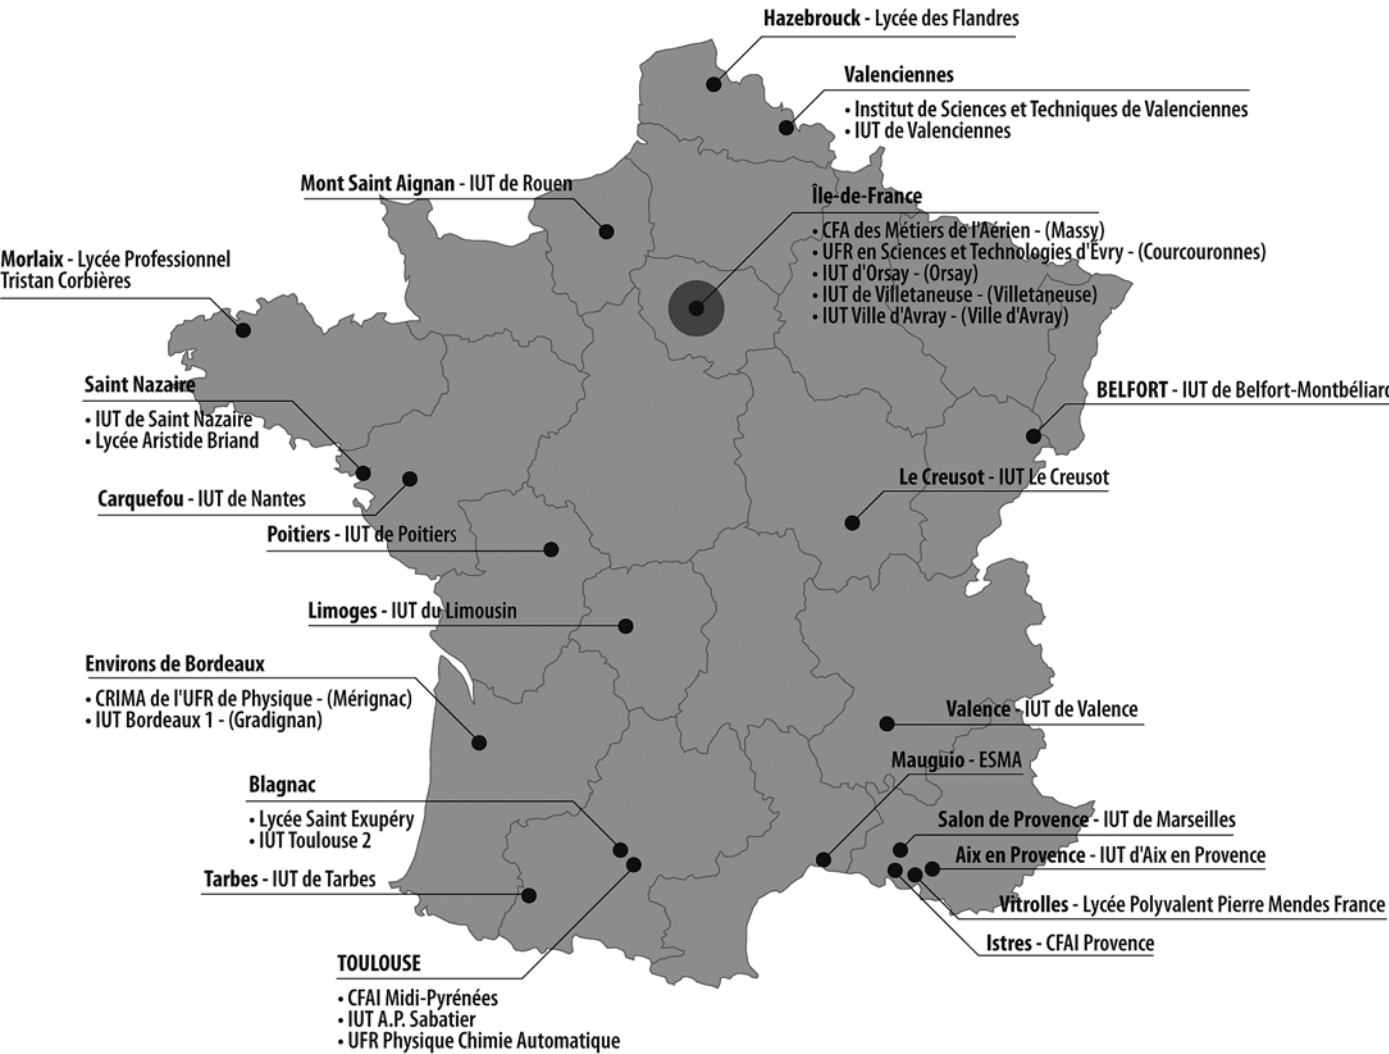 Hazebrouck - Lycée des Flandres
Valenciennes
• Institut de Sciences et Techniques de Valenciennes
• IUT de Valenciennes
Mont Saint Aignan - IUT de Rouen
Île-de-France
• CFA des Métiers de l'Aérien - (Massy)
• UFR en Sciences et Technologies d'Évry - (Courcouronnes)
• IUT d'Orsay - (Orsay)
• IUT de Villetaneuse - (Villetaneuse)
• IUT Ville d'Avray - (Ville d'Avray)
Morlaix - Lycée Professionnel
Tristan Corbières
Saint Nazaire
• IUT de Saint Nazaire
• Lycée Aristide Briand
BELFORT - IUT de Belfort-Montbéliard
Le Creusot - IUT Le Creusot
Carquefou - IUT de Nantes
Poitiers - IUT de Poitiers
Limoges - IUT du Limousin
Environs de Bordeaux
• CRIMA de l'UFR de Physique - (Mérignac)
• IUT Bordeaux 1 - (Gradignan)
Valence - IUT de Valence
Mauguio - ESMA
Blagnac
• Lycée Saint Exupéry
• IUT Toulouse 2
Salon de Provence - IUT de Marseilles
Aix en Provence - IUT d'Aix en Provence
Tarbes - IUT de Tarbes
Vitrolles - Lycée Polyvalent Pierre Mendes France
Istres - CFAI Provence
TOULOUSE
• CFAI Midi-Pyrénées
• IUT A.P. Sabatier
• UFR Physique Chimie Automatique